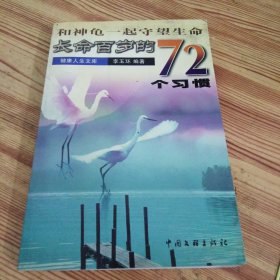 和神龟一起守望生命
长命百岁的72
个习惯
健康人生文库
李玉环 编著
中国文联出版社